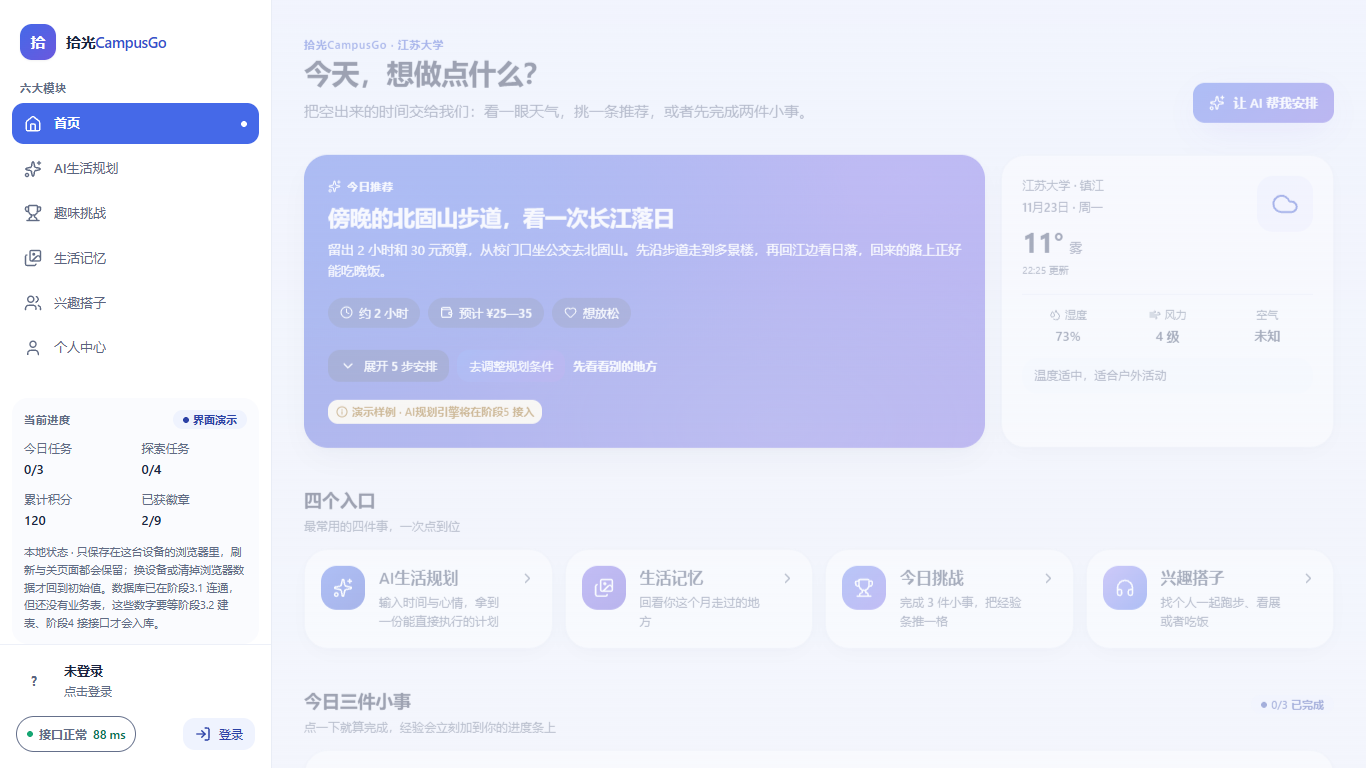 拾 拾光CampusGo
六大模块
首页
AI生活规划
趣味挑战
生活记忆
兴趣搭子
个人中心
当前进度
界面演示
今日任务
探索任务
0/3
0/4
累计积分
已获徽章
120
2/9
本地状态 · 只保存在这台设备的浏览器里，刷
新与关页面都会保留；换设备或清掉浏览器数
据才回到初始值。数据库已在阶段3.1 连通，
但还没有业务表，这些数字要等阶段3.2 建
表、阶段4 接接口才会入库。
?
未登录
点击登录
接口正常 88 ms
登录
拾光CampusGo · 江苏大学
今天，想做点什么？
把空出来的时间交给我们：看一眼天气，挑一条推荐，或者先完成两件小事。
让 AI 帮我安排
今日推荐
傍晚的北固山步道，看一次长江落日
留出 2 小时和 30 元预算，从校门口坐公交去北固山。先沿步道走到多景楼，再回江边看日落，回来的路上正好
能吃晚饭。
约 2 小时
预计 ¥25—35
想放松
展开 5 步安排
去调整规划条件
先看看别的地方
演示样例 · AI规划引擎将在阶段5 接入
江苏大学 · 镇江
11月23日 · 周一
11° 雾
22:25 更新
湿度
风力
空气
73%
4 级
未知
温度适中，适合户外活动
四个入口
最常用的四件事，一次点到位
AI生活规划
输入时间与心情，拿到
一份能直接执行的计划
生活记忆
回看你这个月走过的地
方
今日挑战
完成 3 件小事，把经验
条推一格
兴趣搭子
找个人一起跑步、看展
或者吃饭
今日三件小事
点一下就算完成，经验会立刻加到你的进度条上
0/3 已完成